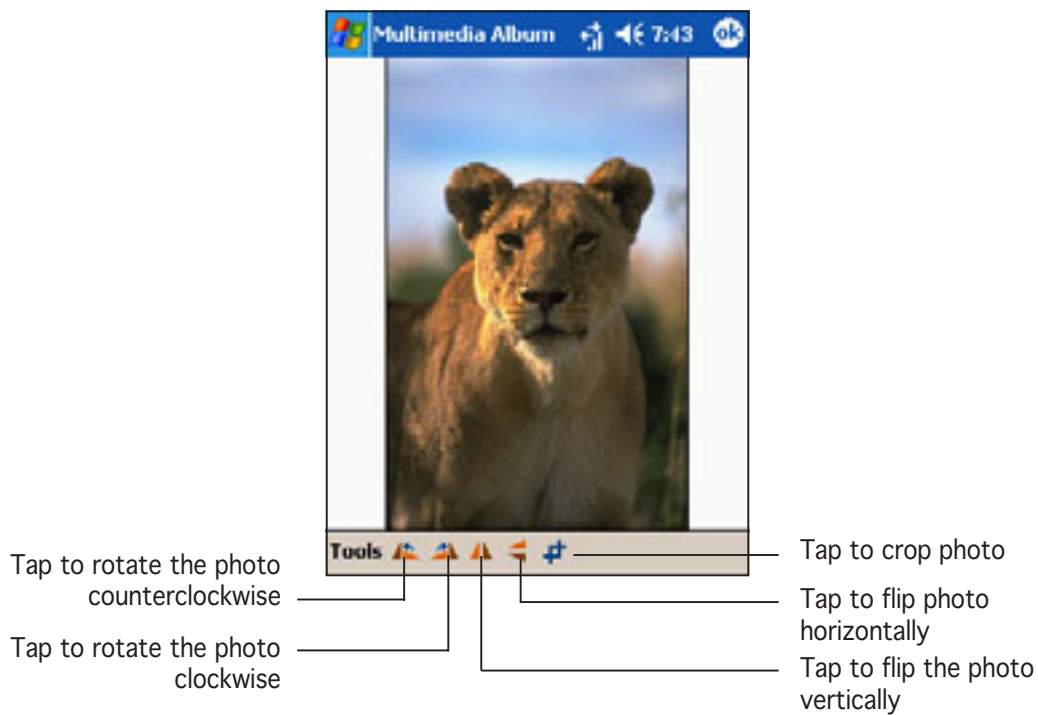 Multimedia Album 7:43 ok
Tools
Tap to rotate the photo
counterclockwise
Tap to rotate the photo
clockwise
Tap to crop photo
Tap to flip photo
horizontally
Tap to flip the photo
vertically